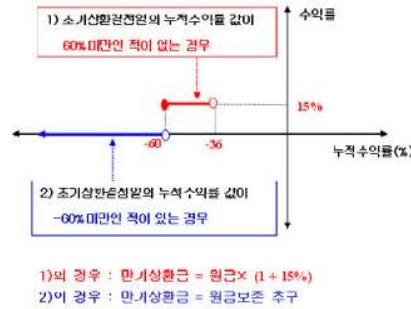 수익률
1) 조기상환결정일의 누적수익률 값이
60%미만인 적이 없는 경우
15%
-60
-36
누적수익률(%)
2) 조기상환결정일의 누적수익률 값이
-60%미만인 적이 있는 경우
1)의 경우 : 만기상환금 = 원금× (1 + 15%)
2)의 경우 : 만기상환금 = 원금보존 추구